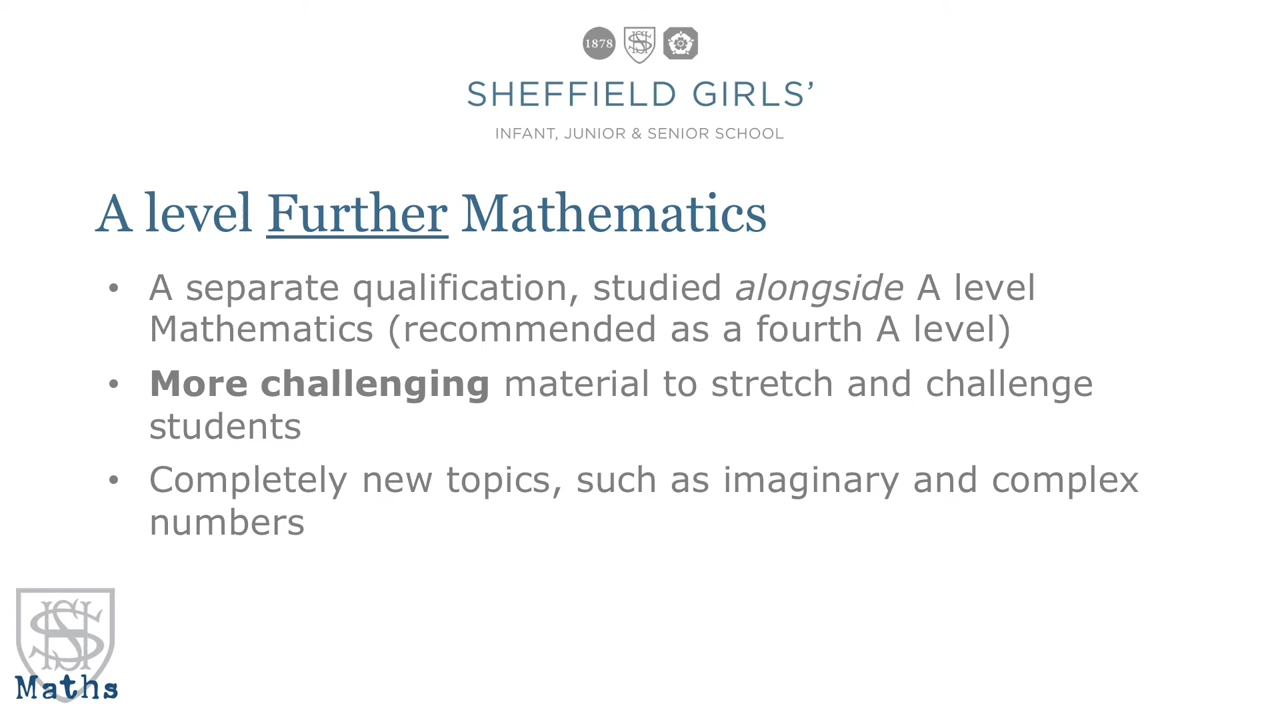 1878
SHEFFIELD GIRLS'
INFANT, JUNIOR & SENIOR SCHOOL
A level Further Mathematics
• A separate qualification, studied alongside A level
Mathematics (recommended as a fourth A level)
• More challenging material to stretch and challenge
students
• Completely new topics, such as imaginary and complex
numbers
Maths